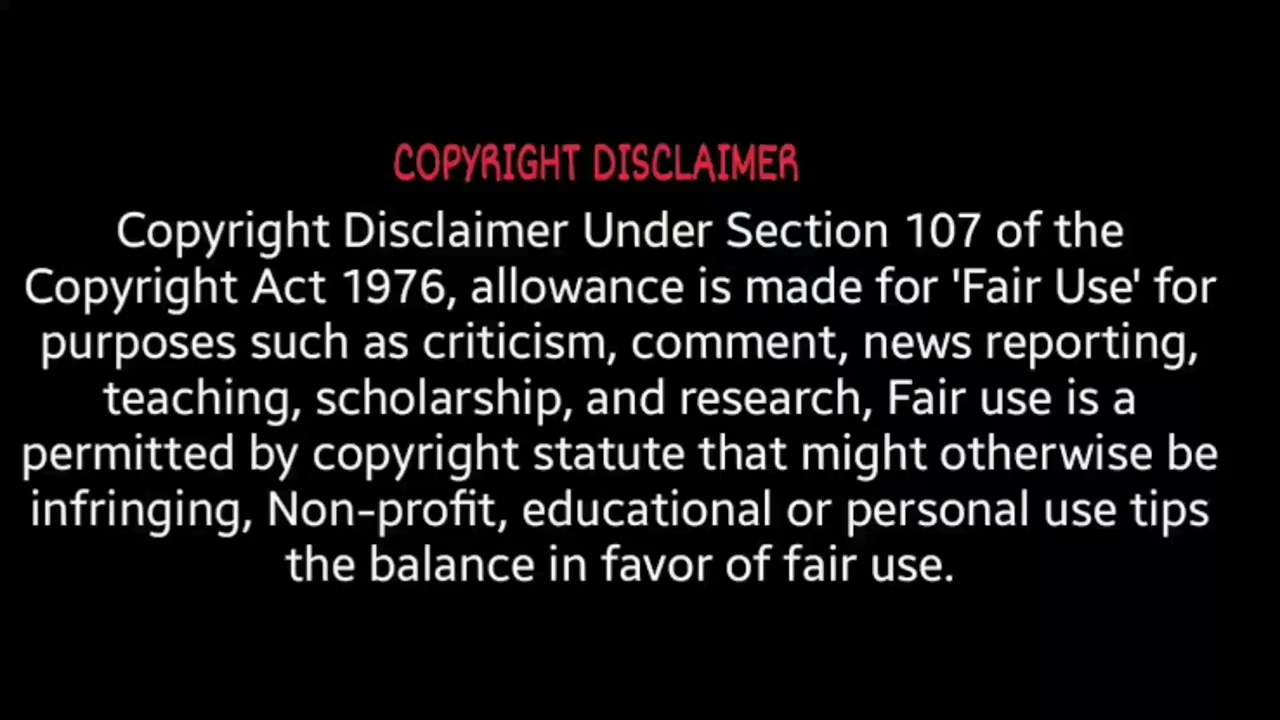 COPYRIGHT DISCLAIMER
Copyright Disclaimer Under Section 107 of the
Copyright Act 1976, allowance is made for 'Fair Use' for
purposes such as criticism, comment, news reporting,
teaching, scholarship, and research, Fair use is a
permitted by copyright statute that might otherwise be
infringing, Non-profit, educational or personal use tips
the balance in favor of fair use.